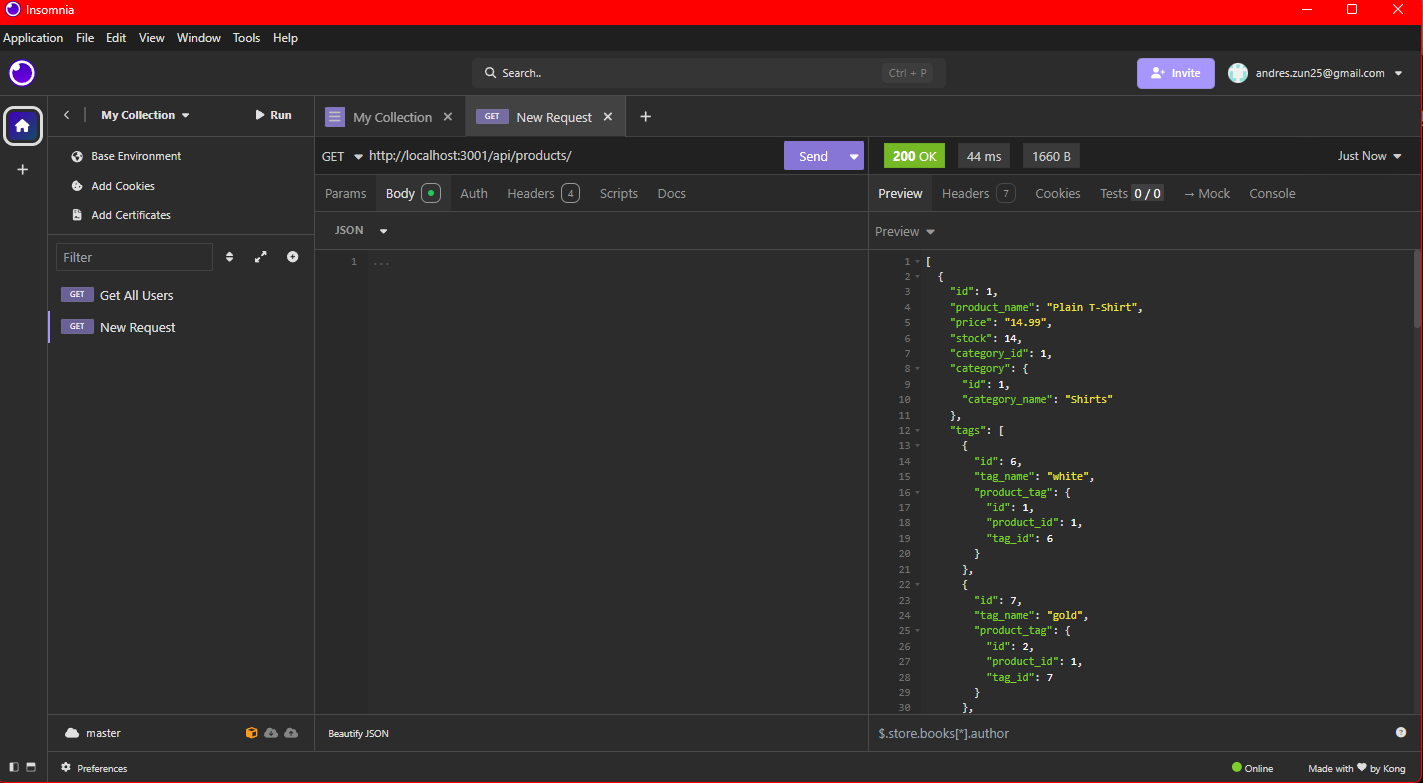 Insomnia
Application File Edit View Window Tools Help
Search.. Ctrl + P
Invite
andres.zun25@gmail.com
My Collection
Run
My Collection
GET New Request
Base Environment
Add Cookies
Add Certificates
Filter
GET Get All Users
GET New Request
GET http://localhost:3001/api/products/
Send
200 OK
44 ms
1660 B
Just Now
Params Body Auth Headers 4 Scripts Docs
Preview Headers 7 Cookies Tests 0 / 0 → Mock Console
JSON
Preview
1 ...
1 [
2 {
3 "id": 1,
4 "product_name": "Plain T-Shirt",
5 "price": "14.99",
6 "stock": 14,
7 "category_id": 1,
8 "category": {
9 "id": 1,
10 "category_name": "Shirts"
11 },
12 "tags": [
13 {
14 "id": 6,
15 "tag_name": "white",
16 "product_tag": {
17 "id": 1,
18 "product_id": 1,
19 "tag_id": 6
20 }
21 },
22 {
23 "id": 7,
24 "tag_name": "gold",
25 "product_tag": {
26 "id": 2,
27 "product_id": 1,
28 "tag_id": 7
29 }
30 },
master
Beautify JSON
$.store.books[*].author
Preferences
Online
Made with ❤ by Kong